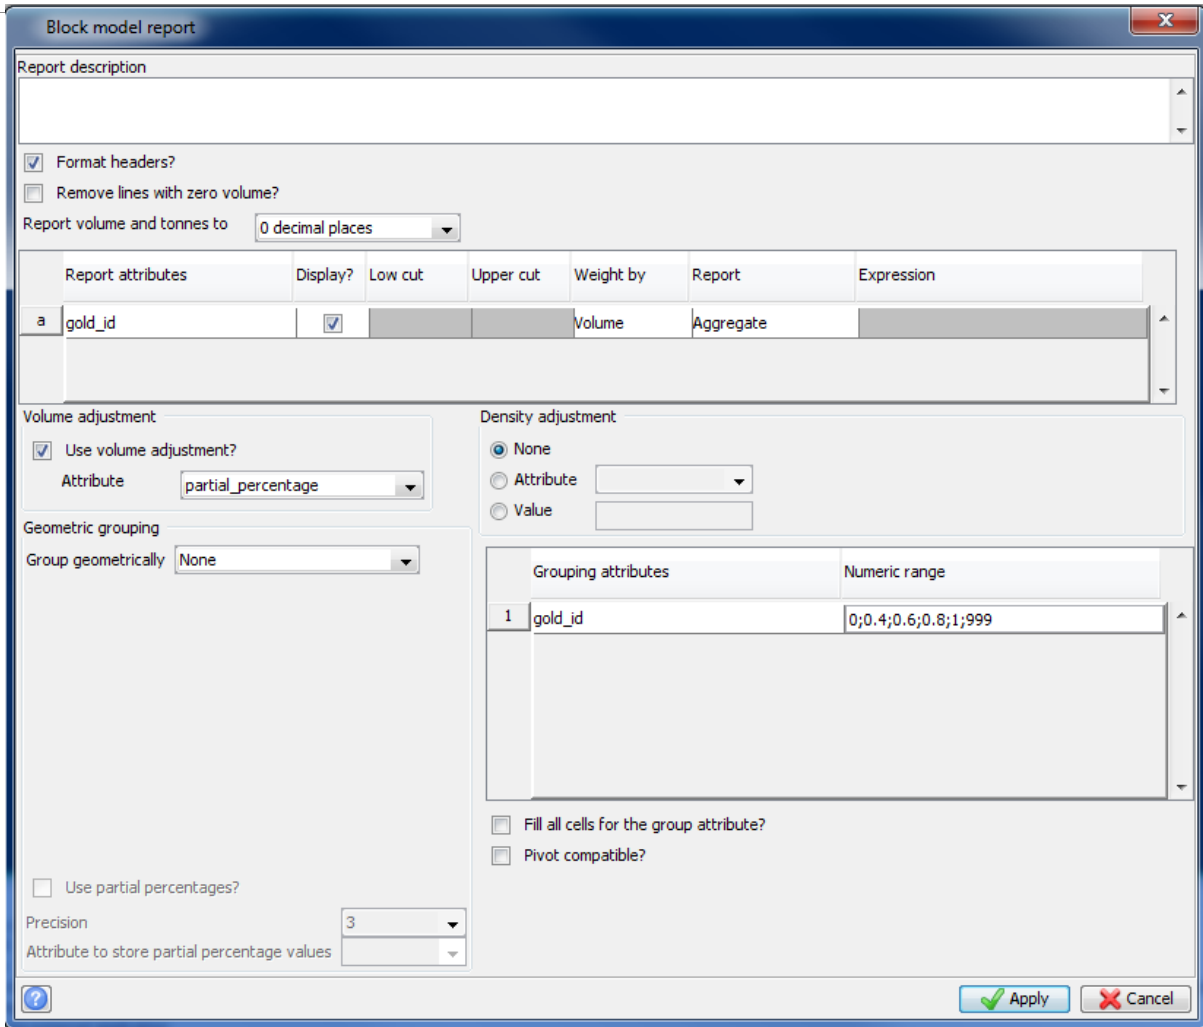 Block model report
Report description
Format headers?
Remove lines with zero volume?
Report volume and tonnes to 0 decimal places
Report attributes Display? Low cut Upper cut Weight by Report Expression
a gold_id Volume Aggregate
Volume adjustment
Use volume adjustment?
Attribute partial_percentage
Density adjustment
None
Attribute
Value
Geometric grouping
Group geometrically None
Grouping attributes Numeric range
1 gold_id 0;0.4;0.6;0.8;1;999
Fill all cells for the group attribute?
Pivot compatible?
Use partial percentages?
Precision 3
Attribute to store partial percentage values
? Apply Cancel